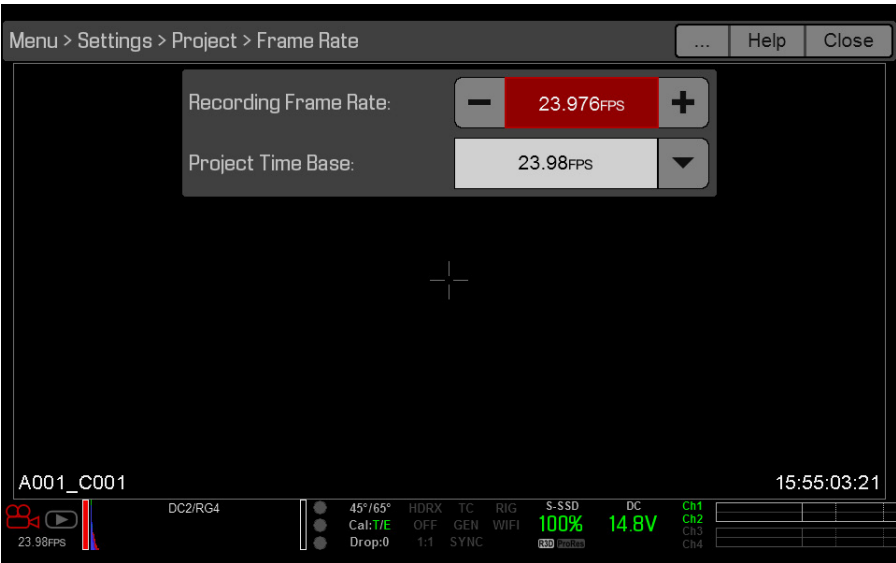 Menu > Settings > Project > Frame Rate
... Help Close
Recording Frame Rate: 23.976FPS
Project Time Base: 23.98FPS
A001_C001 15:55:03:21
DC2/RG4 45°/65° HDRX TC RIG S-SSD DC Ch1
Cal:T/E OFF GEN WIFI 100% 14.8V Ch2
Ch3
23.98FPS Drop:0 1:1 SYNC R3D ProRes Ch4